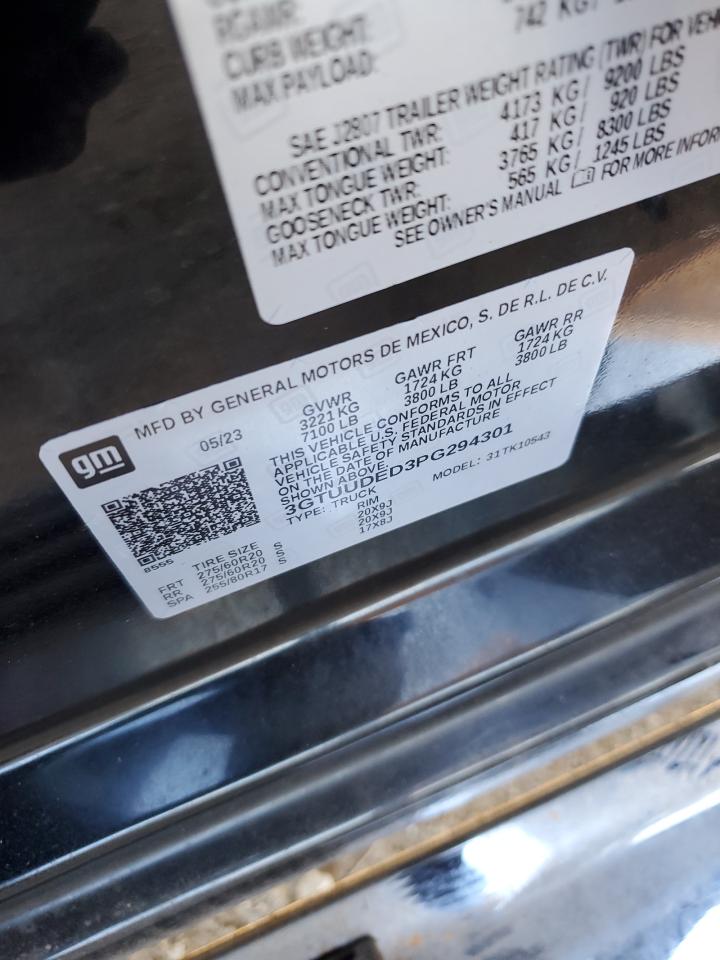 RGAWR:
CURB WEIGHT: 742 KG/
MAX PAYLOAD:
SAE J2807 TRAILER WEIGHT RATING (TWR) FOR
CONVENTIONAL TWR: 4173 KG/ 9200 LBS
MAX TONGUE WEIGHT: 417 KG/ 920 LBS
GOOSENECK TWR: 3765 KG/ 8300 LBS
MAX TONGUE WEIGHT: 565 KG/ 1245 LBS
SEE OWNER'S MANUAL FOR MORE
MFD BY GENERAL MOTORS DE MEXICO, S. DE R.L. DE C.V.
gm
05/23
GVWR GAWR FRT GAWR RR
3221 KG 1724 KG 1724 KG
7100 LB 3800 LB 3800 LB
THIS VEHICLE CONFORMS TO ALL
APPLICABLE U.S. FEDERAL MOTOR
VEHICLE SAFETY STANDARDS IN EFFECT
ON THE DATE OF MANUFACTURE
SHOWN ABOVE.
3GTUUDED3PG294301
TYPE: TRUCK MODEL: 31TK10543
8555
TIRE SIZE RIM
FRT 275/60R20 S 20X9J
RR 275/60R20 S 20X9J
SPA 255/80R17 S 17X8J